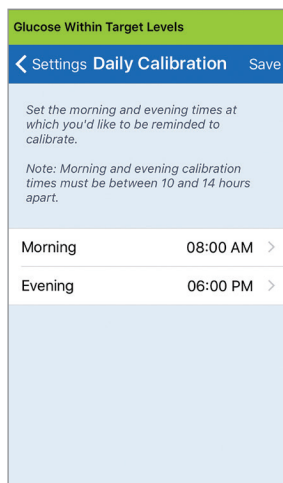 Glucose Within Target Levels
Settings Daily Calibration Save
Set the morning and evening times at
which you'd like to be reminded to
calibrate.
Note: Morning and evening calibration
times must be between 10 and 14 hours
apart.
Morning 08:00 AM
Evening 06:00 PM